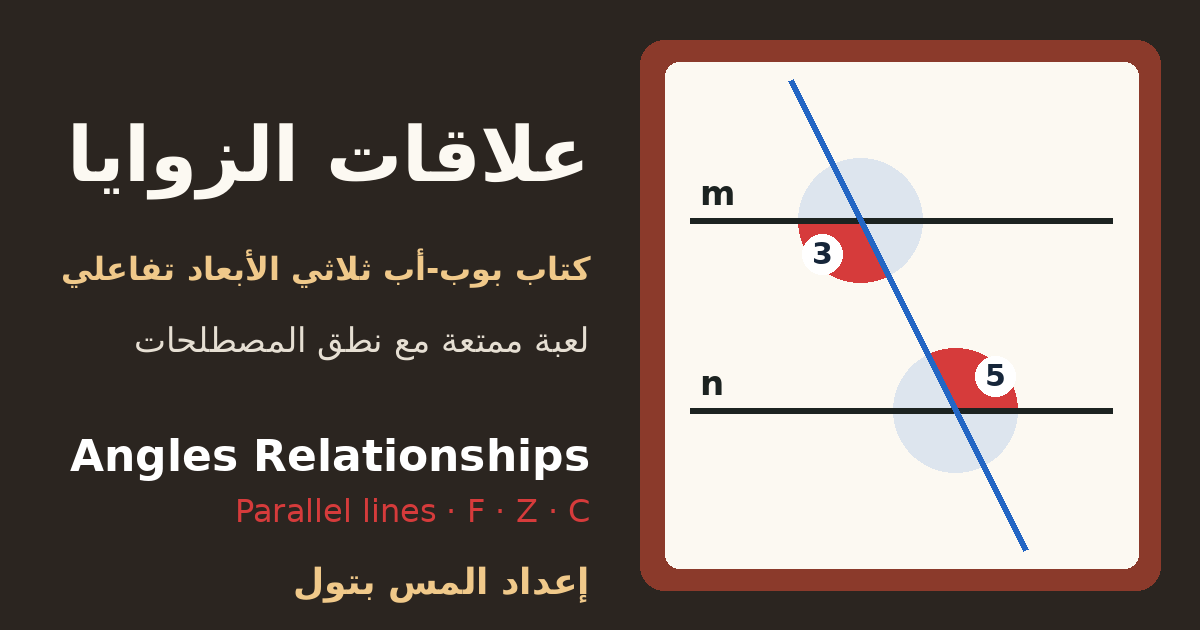 علاقات الزوايا
كتاب بوب-أب ثلاثي الأبعاد تفاعلي
لعبة ممتعة مع نطق المصطلحات
Angles Relationships
Parallel lines · F · Z · C
إعداد المس بتول
m
3
n
5